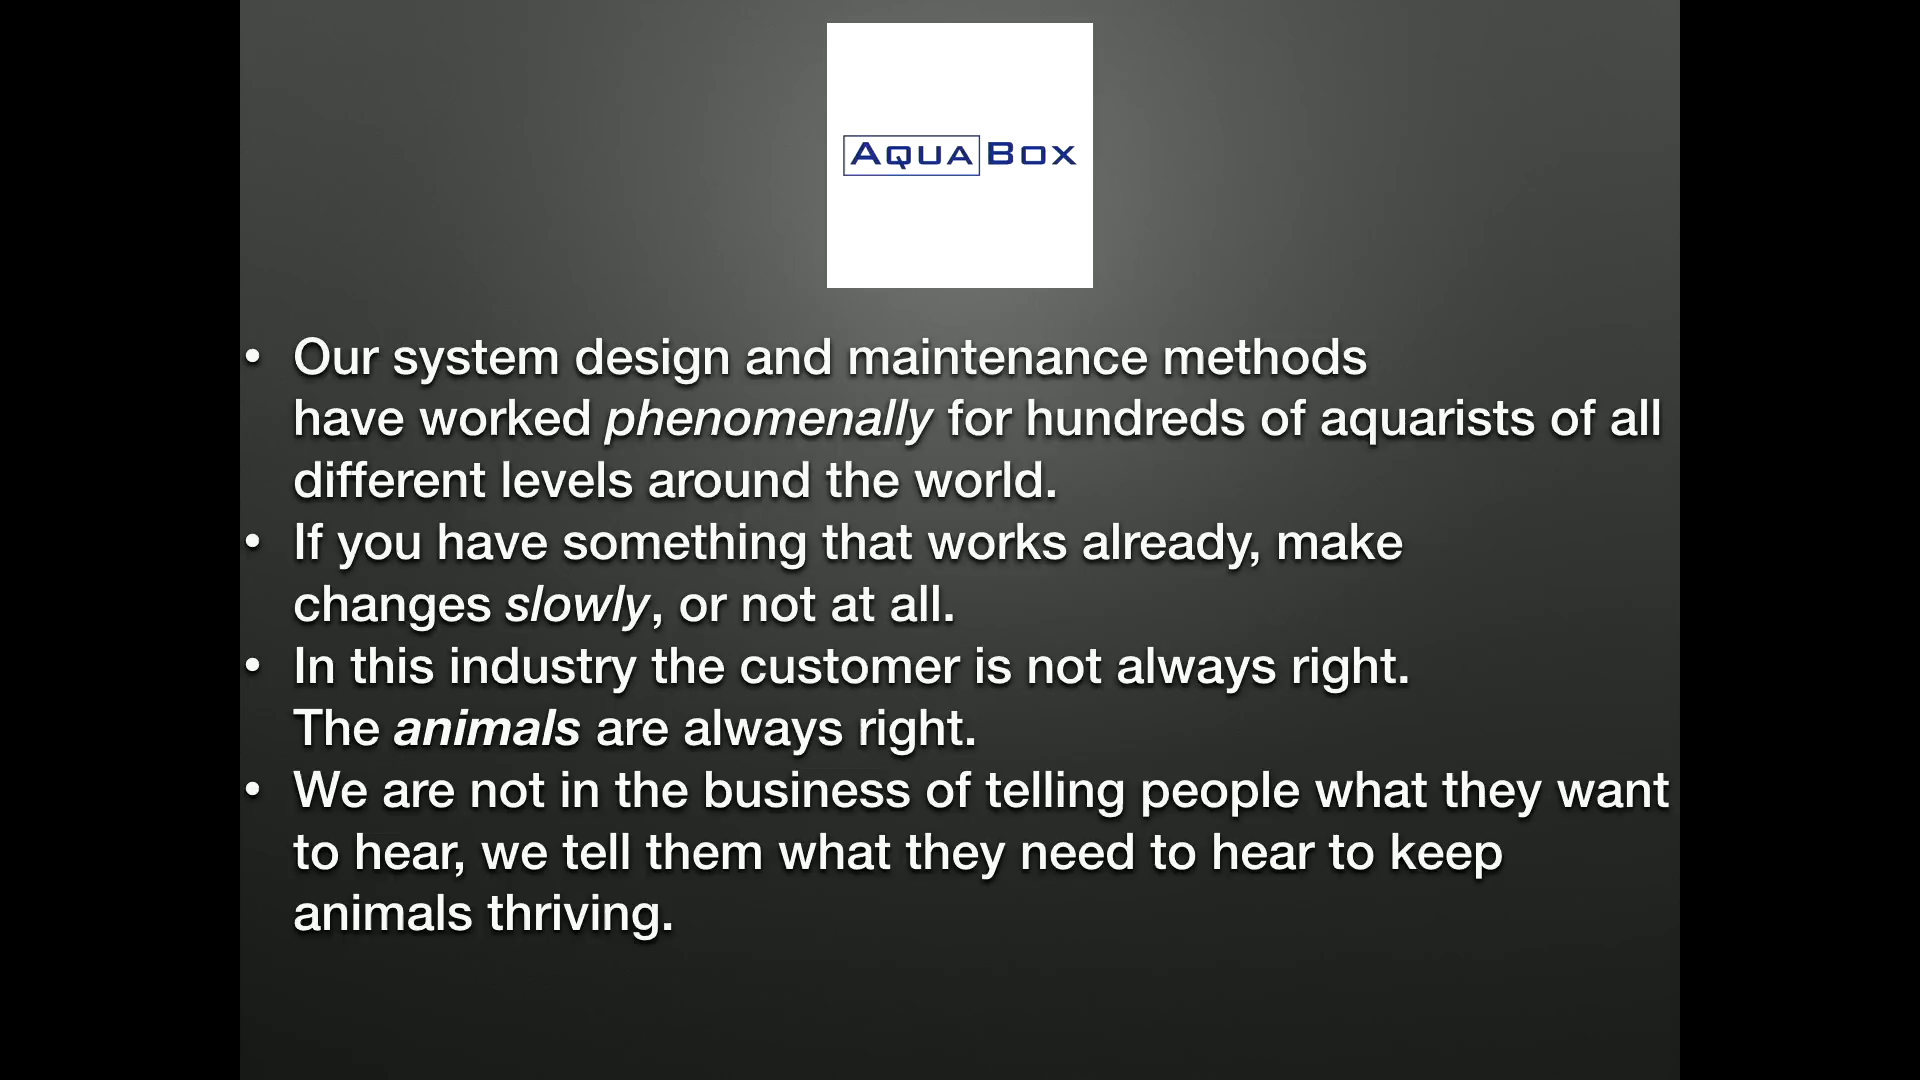 AQUA BOX
• Our system design and maintenance methods
have worked phenomenally for hundreds of aquarists of all
different levels around the world.
• If you have something that works already, make
changes slowly, or not at all.
• In this industry the customer is not always right.
The animals are always right.
• We are not in the business of telling people what they want
to hear, we tell them what they need to hear to keep
animals thriving.